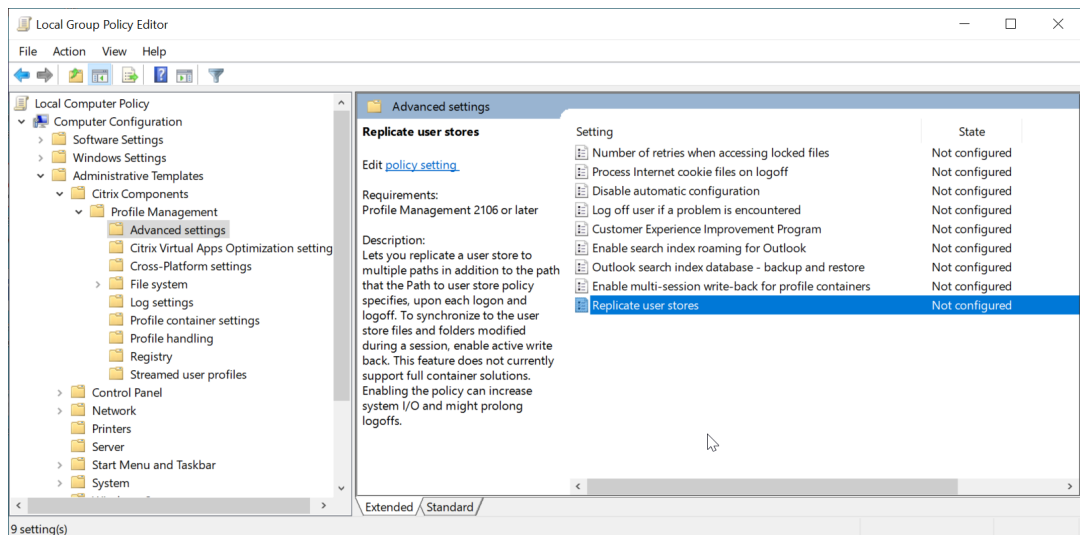 Local Group Policy Editor
File Action View Help
Local Computer Policy
Computer Configuration
Software Settings
Windows Settings
Administrative Templates
Citrix Components
Profile Management
Advanced settings
Citrix Virtual Apps Optimization setting
Cross-Platform settings
File system
Log settings
Profile container settings
Profile handling
Registry
Streamed user profiles
Control Panel
Network
Printers
Server
Start Menu and Taskbar
System
Advanced settings
Replicate user stores
Edit policy setting
Requirements:
Profile Management 2106 or later
Description:
Lets you replicate a user store to
multiple paths in addition to the path
that the Path to user store policy
specifies, upon each logon and
logoff. To synchronize to the user
store files and folders modified
during a session, enable active write
back. This feature does not currently
support full container solutions.
Enabling the policy can increase
system I/O and might prolong
logoffs.
Setting State
Number of retries when accessing locked files Not configured
Process Internet cookie files on logoff Not configured
Disable automatic configuration Not configured
Log off user if a problem is encountered Not configured
Customer Experience Improvement Program Not configured
Enable search index roaming for Outlook Not configured
Outlook search index database - backup and restore Not configured
Enable multi-session write-back for profile containers Not configured
Replicate user stores Not configured
Extended Standard
9 setting(s)